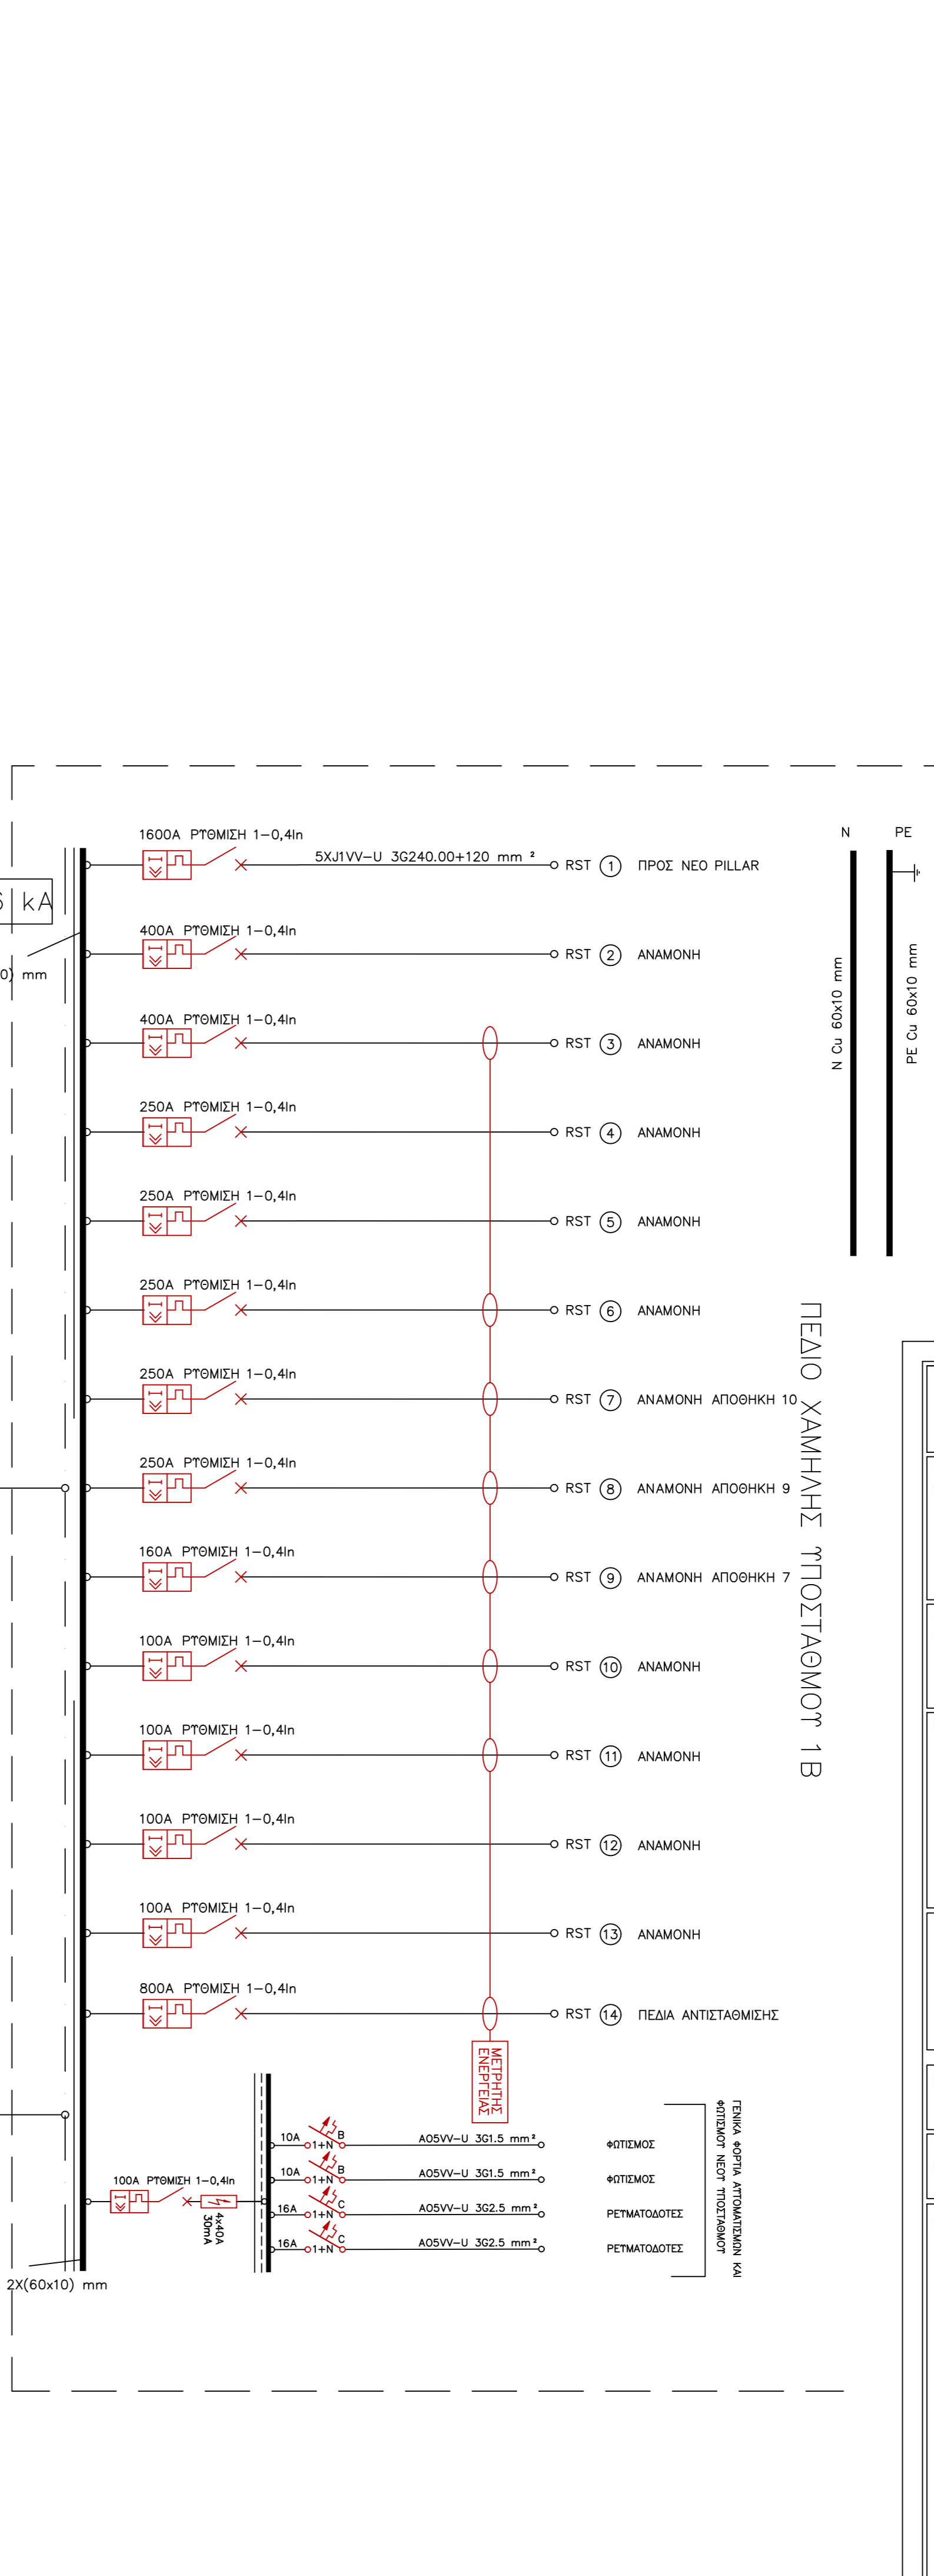 N
PE
1600A ΡΥΘΜΙΣΗ 1-0,4In
5XJ1VV-U 3G240.00+120 mm ²
RST 1 ΠΡΟΣ ΝΕΟ PILLAR
kA
400A ΡΥΘΜΙΣΗ 1-0,4In
RST 2 ΑΝΑΜΟΝΗ
0) mm
N Cu 60x10 mm
PE Cu 60x10 mm
400A ΡΥΘΜΙΣΗ 1-0,4In
RST 3 ΑΝΑΜΟΝΗ
250A ΡΥΘΜΙΣΗ 1-0,4In
RST 4 ΑΝΑΜΟΝΗ
250A ΡΥΘΜΙΣΗ 1-0,4In
RST 5 ΑΝΑΜΟΝΗ
250A ΡΥΘΜΙΣΗ 1-0,4In
RST 6 ΑΝΑΜΟΝΗ
250A ΡΥΘΜΙΣΗ 1-0,4In
RST 7 ΑΝΑΜΟΝΗ ΑΠΟΘΗΚΗ 10
250A ΡΥΘΜΙΣΗ 1-0,4In
RST 8 ΑΝΑΜΟΝΗ ΑΠΟΘΗΚΗ 9
160A ΡΥΘΜΙΣΗ 1-0,4In
RST 9 ΑΝΑΜΟΝΗ ΑΠΟΘΗΚΗ 7
100A ΡΥΘΜΙΣΗ 1-0,4In
RST 10 ΑΝΑΜΟΝΗ
100A ΡΥΘΜΙΣΗ 1-0,4In
RST 11 ΑΝΑΜΟΝΗ
100A ΡΥΘΜΙΣΗ 1-0,4In
RST 12 ΑΝΑΜΟΝΗ
100A ΡΥΘΜΙΣΗ 1-0,4In
RST 13 ΑΝΑΜΟΝΗ
800A ΡΥΘΜΙΣΗ 1-0,4In
RST 14 ΠΕΔΙΑ ΑΝΤΙΣΤΑΘΜΙΣΗΣ
ΠΕΔΙΟ ΧΑΜΗΛΗΣ ΥΠΟΣΤΑΘΜΟΥ 1Β
ΜΕΤΡΗΤΗΣ
ΕΝΕΡΓΕΙΑΣ
10A 1+N B A05VV-U 3G1.5 mm² ΦΩΤΙΣΜΟΣ
10A 1+N B A05VV-U 3G1.5 mm² ΦΩΤΙΣΜΟΣ
16A 1+N C A05VV-U 3G2.5 mm² ΡΕΥΜΑΤΟΔΟΤΕΣ
16A 1+N C A05VV-U 3G2.5 mm² ΡΕΥΜΑΤΟΔΟΤΕΣ
100A ΡΥΘΜΙΣΗ 1-0,4In
4x40A
30mA
ΓΕΝΙΚΑ ΦΟΡΤΙΑ ΑΥΤΟΜΑΤΙΣΜΩΝ ΚΑΙ
ΦΩΤΙΣΜΟΥ ΝΕΟΥ ΥΠΟΣΤΑΘΜΟΥ
2X(60x10) mm